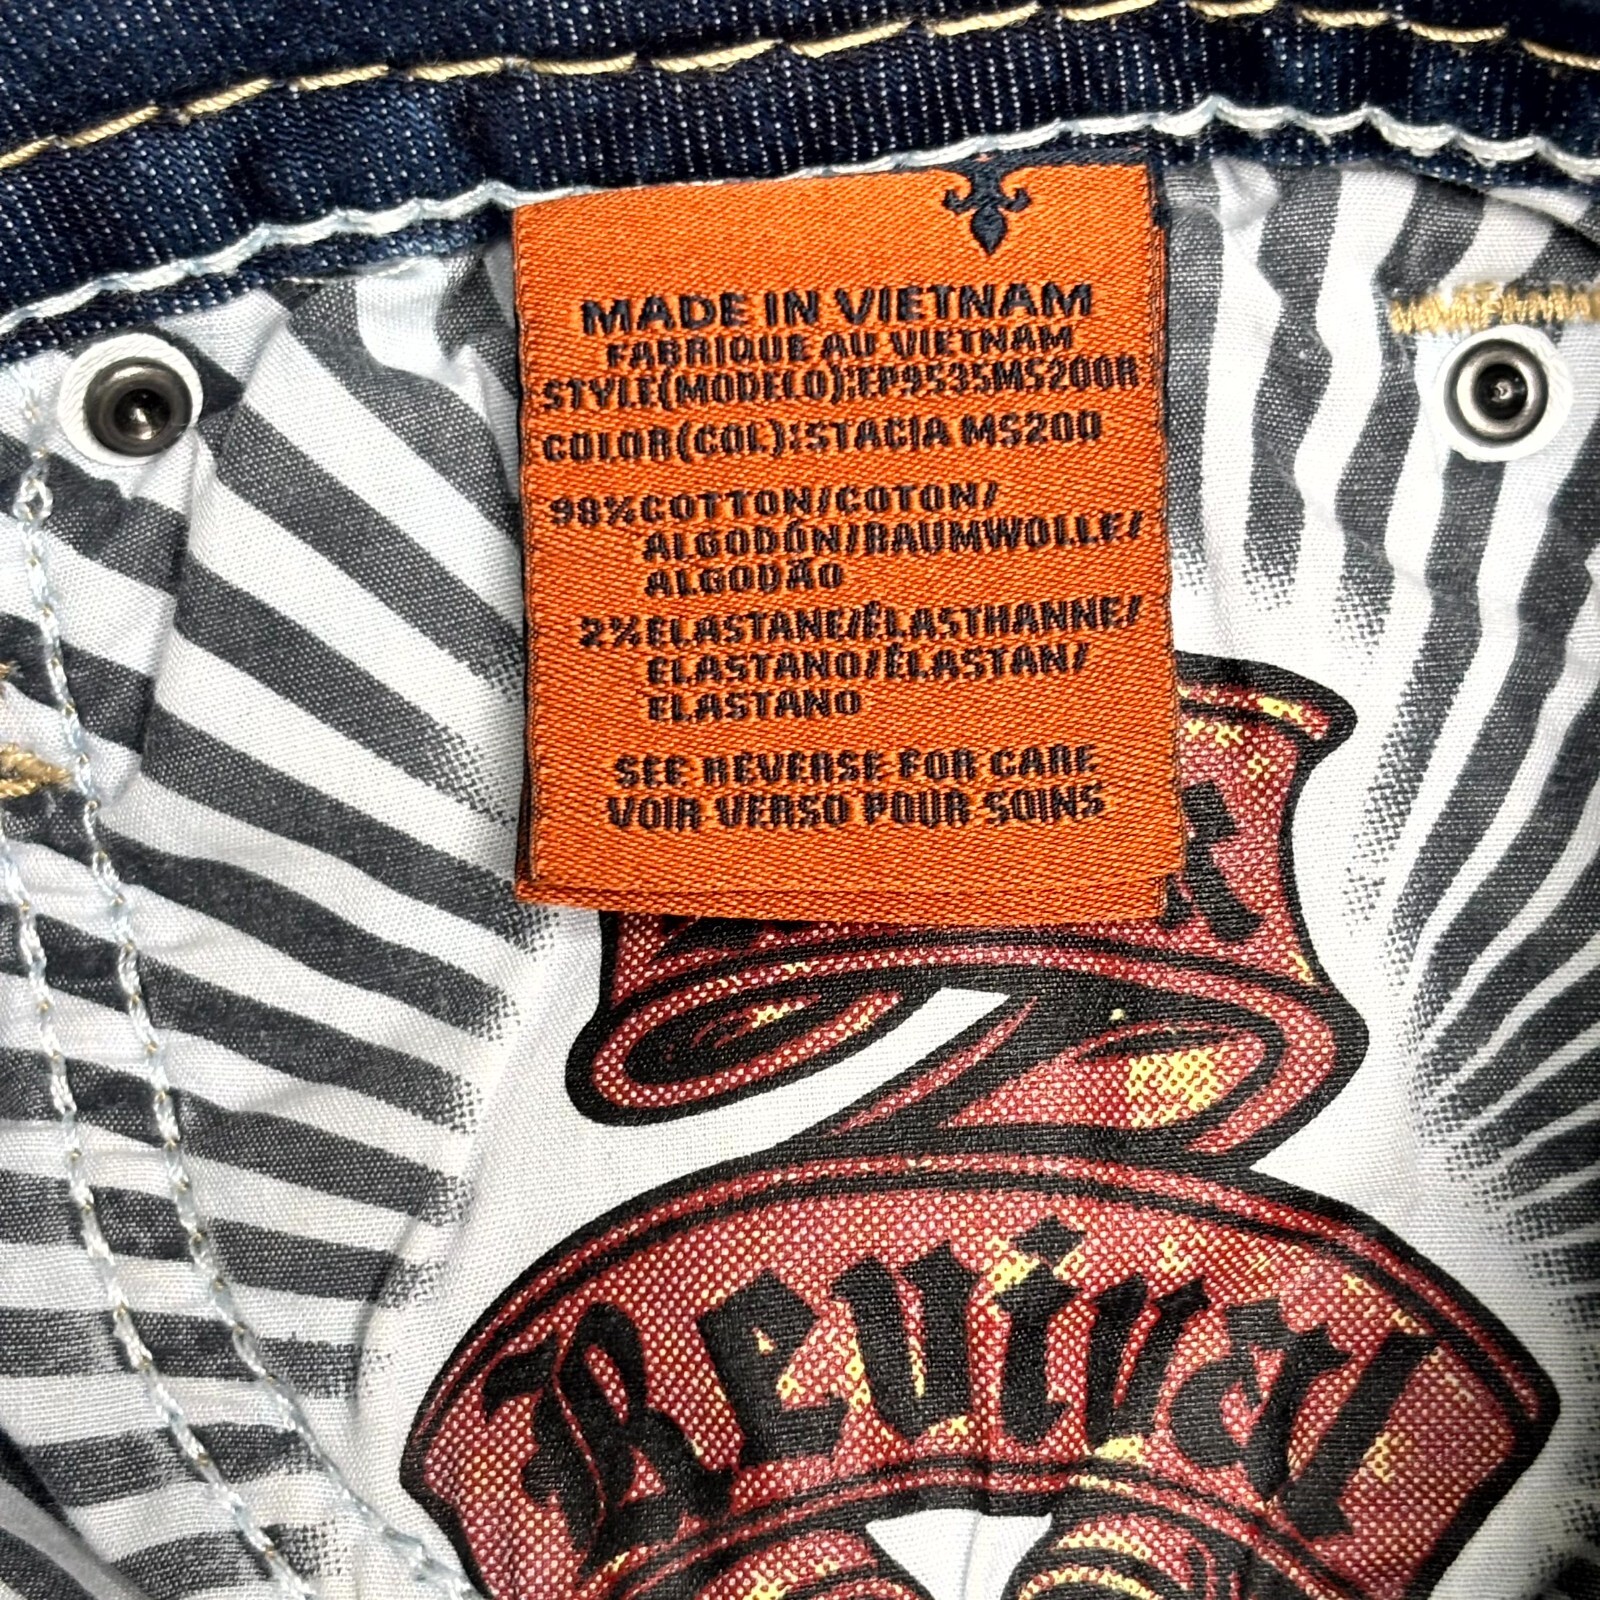 MADE IN VIETNAM
FABRIQUE AU VIETNAM
STYLE(MODELO):EP9535MS200R
COLOR(COL):STACIA MS200
98%COTTON/COTON/
ALGODÓN/BAUMWOLLE/
ALGODÃO
2%ELASTANE/ÉLASTHANNE/
ELASTANO/ÉLASTAN/
ELASTANO
SEE REVERSE FOR CARE
VOIR VERSO POUR SOINS
Revival